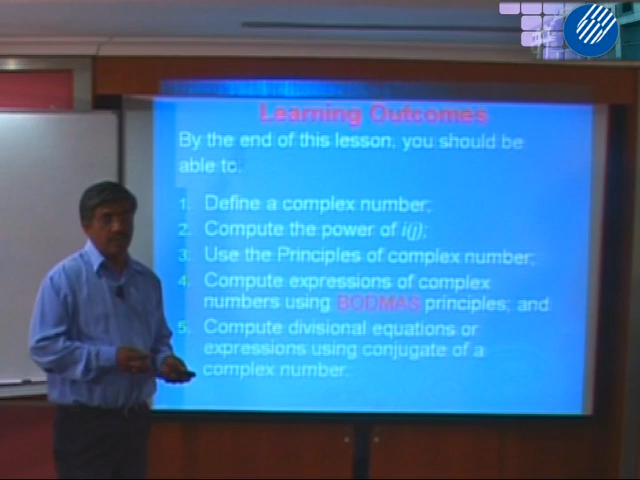 Learning Outcomes
By the end of this lesson, you should be
able to:
1. Define a complex number;
2. Compute the power of i(j);
3. Use the Principles of complex number;
4. Compute expressions of complex
numbers using BODMAS principles; and
5. Compute divisional equations or
expressions using conjugate of a
complex number.